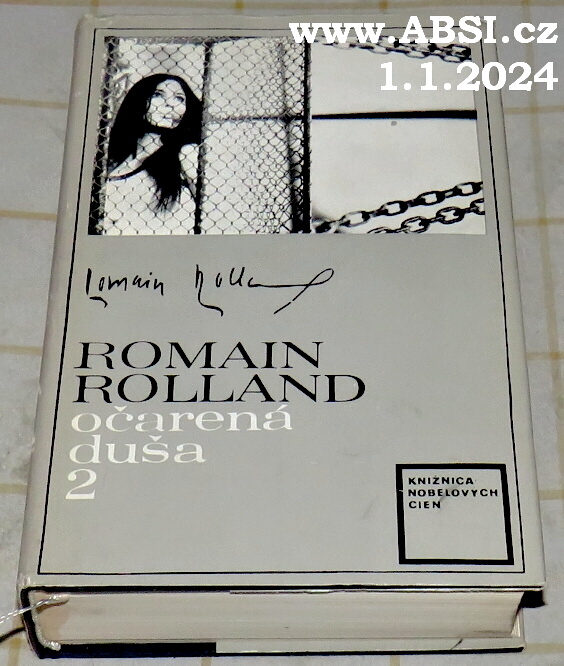 www.ABSI.cz
1.1.2024
Romain Rolland
ROMAIN
ROLLAND
očarená
duša
2
KNIŽNICA
NOBELOVÝCH
CIEN